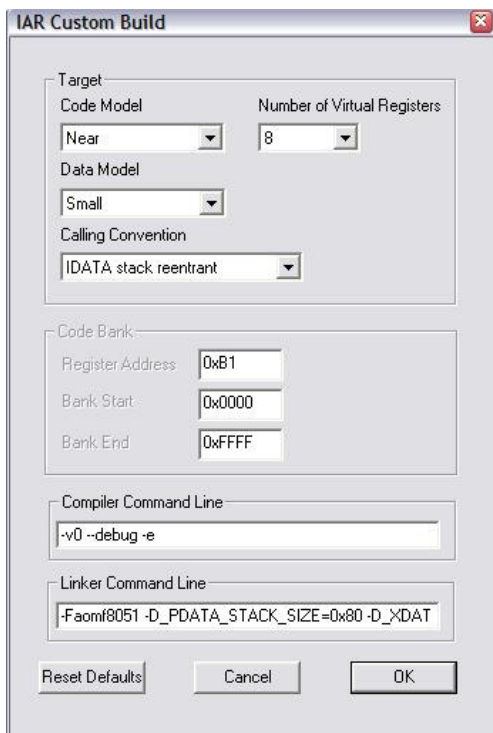 IAR Custom Build
Target
Code Model
Number of Virtual Registers
Near
8
Data Model
Small
Calling Convention
IDATA stack reentrant
Code Bank
Register Address
0xB1
Bank Start
0x0000
Bank End
0xFFFF
Compiler Command Line
-v0 --debug -e
Linker Command Line
-Faomf8051 -D_PDATA_STACK_SIZE=0x80 -D_XDAT
Reset Defaults
Cancel
OK